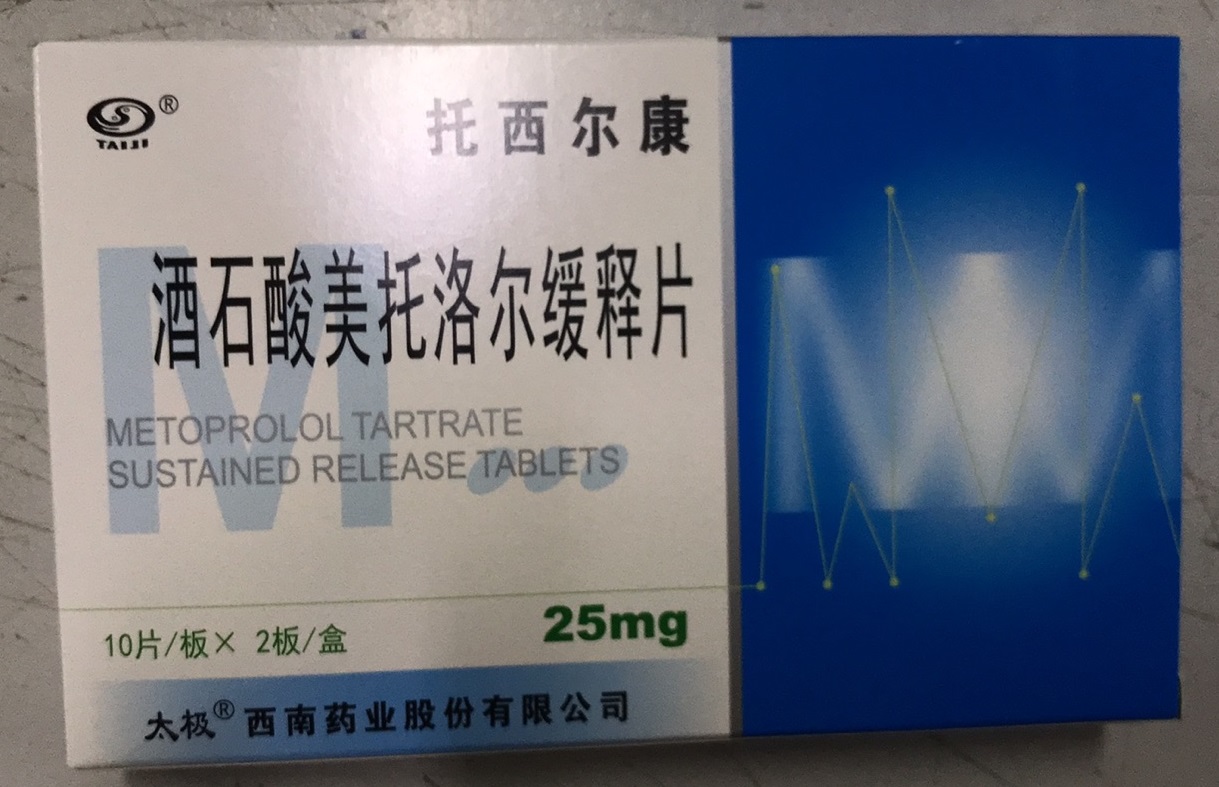 TAIJI®
托西尔康
酒石酸美托洛尔缓释片
METOPROLOL TARTRATE
SUSTAINED RELEASE TABLETS
25mg
10片/板× 2板/盒
太极®西南药业股份有限公司